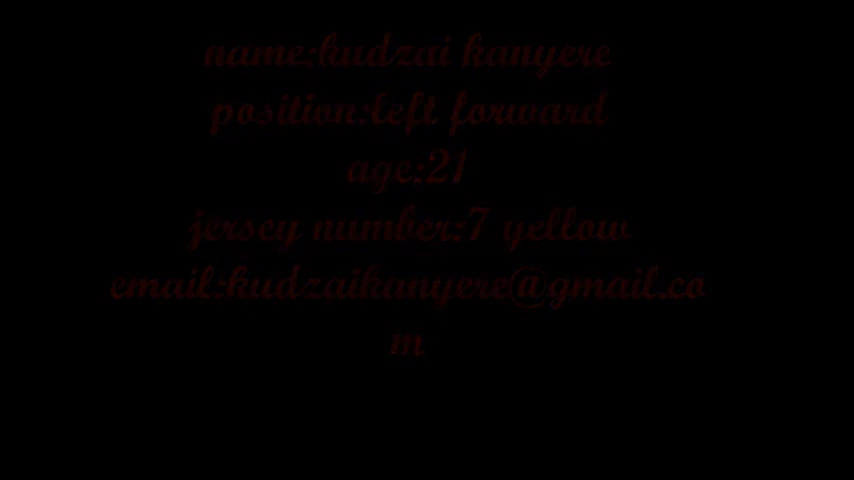 name:kudzai kanyere
position:left forward
age:21
jersey number:7 yellow
email:kudzaikanyere@gmail.co
m